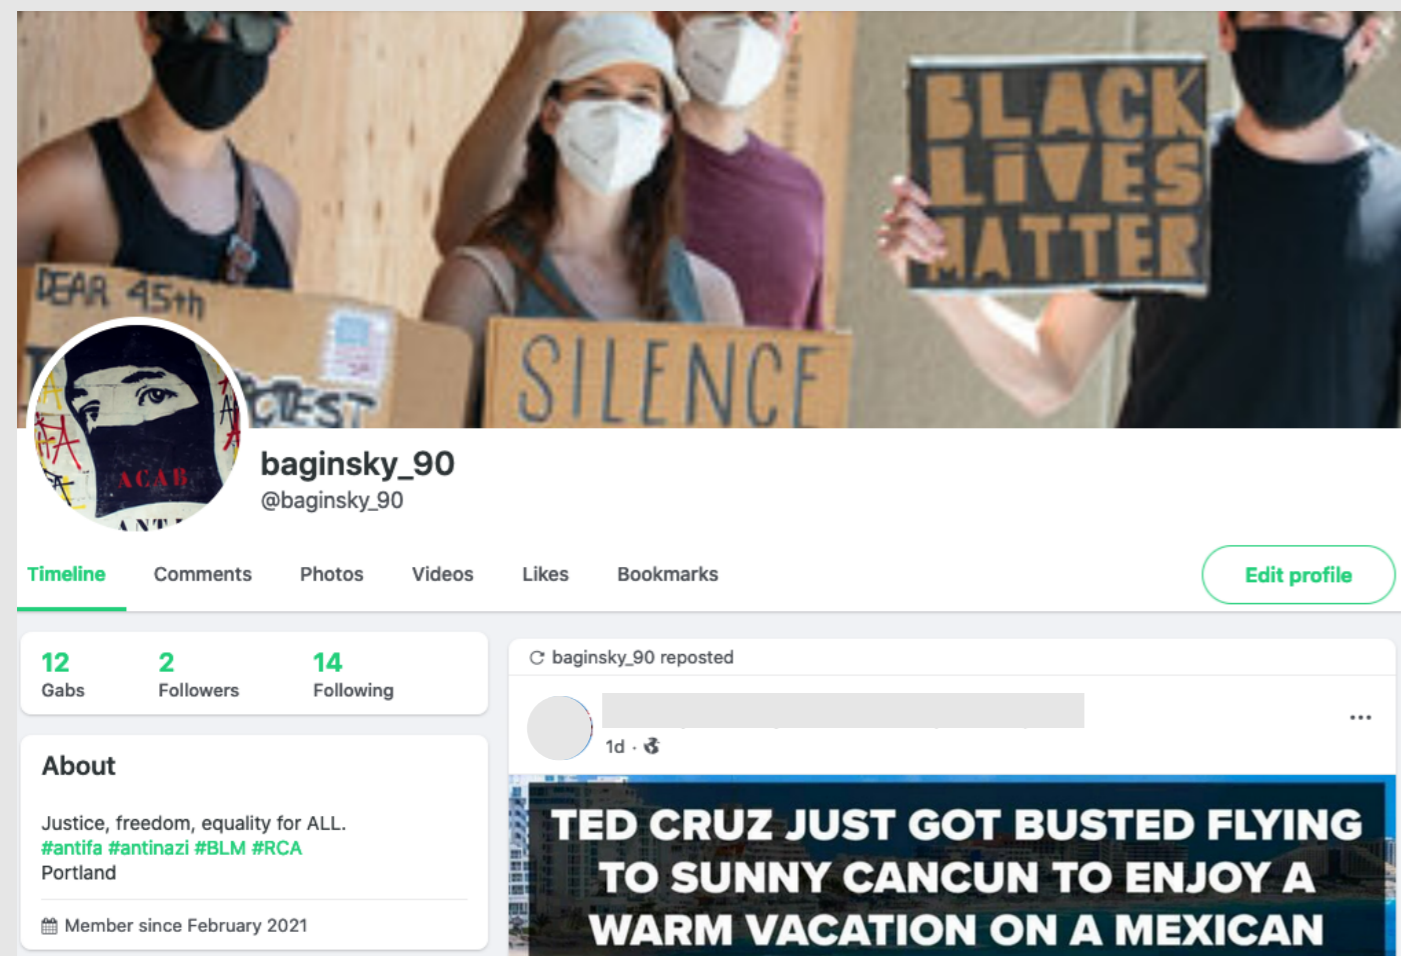 BLACK
LIVES
MATTER
DEAR 45th
SILENCE
ACAB
baginsky_90
@baginsky_90
Timeline
Comments
Photos
Videos
Likes
Bookmarks
Edit profile
12
Gabs
2
Followers
14
Following
About
Justice, freedom, equality for ALL.
#antifa #antinazi #BLM #RCA
Portland
Member since February 2021
baginsky_90 reposted
1d ·
TED CRUZ JUST GOT BUSTED FLYING
TO SUNNY CANCUN TO ENJOY A
WARM VACATION ON A MEXICAN